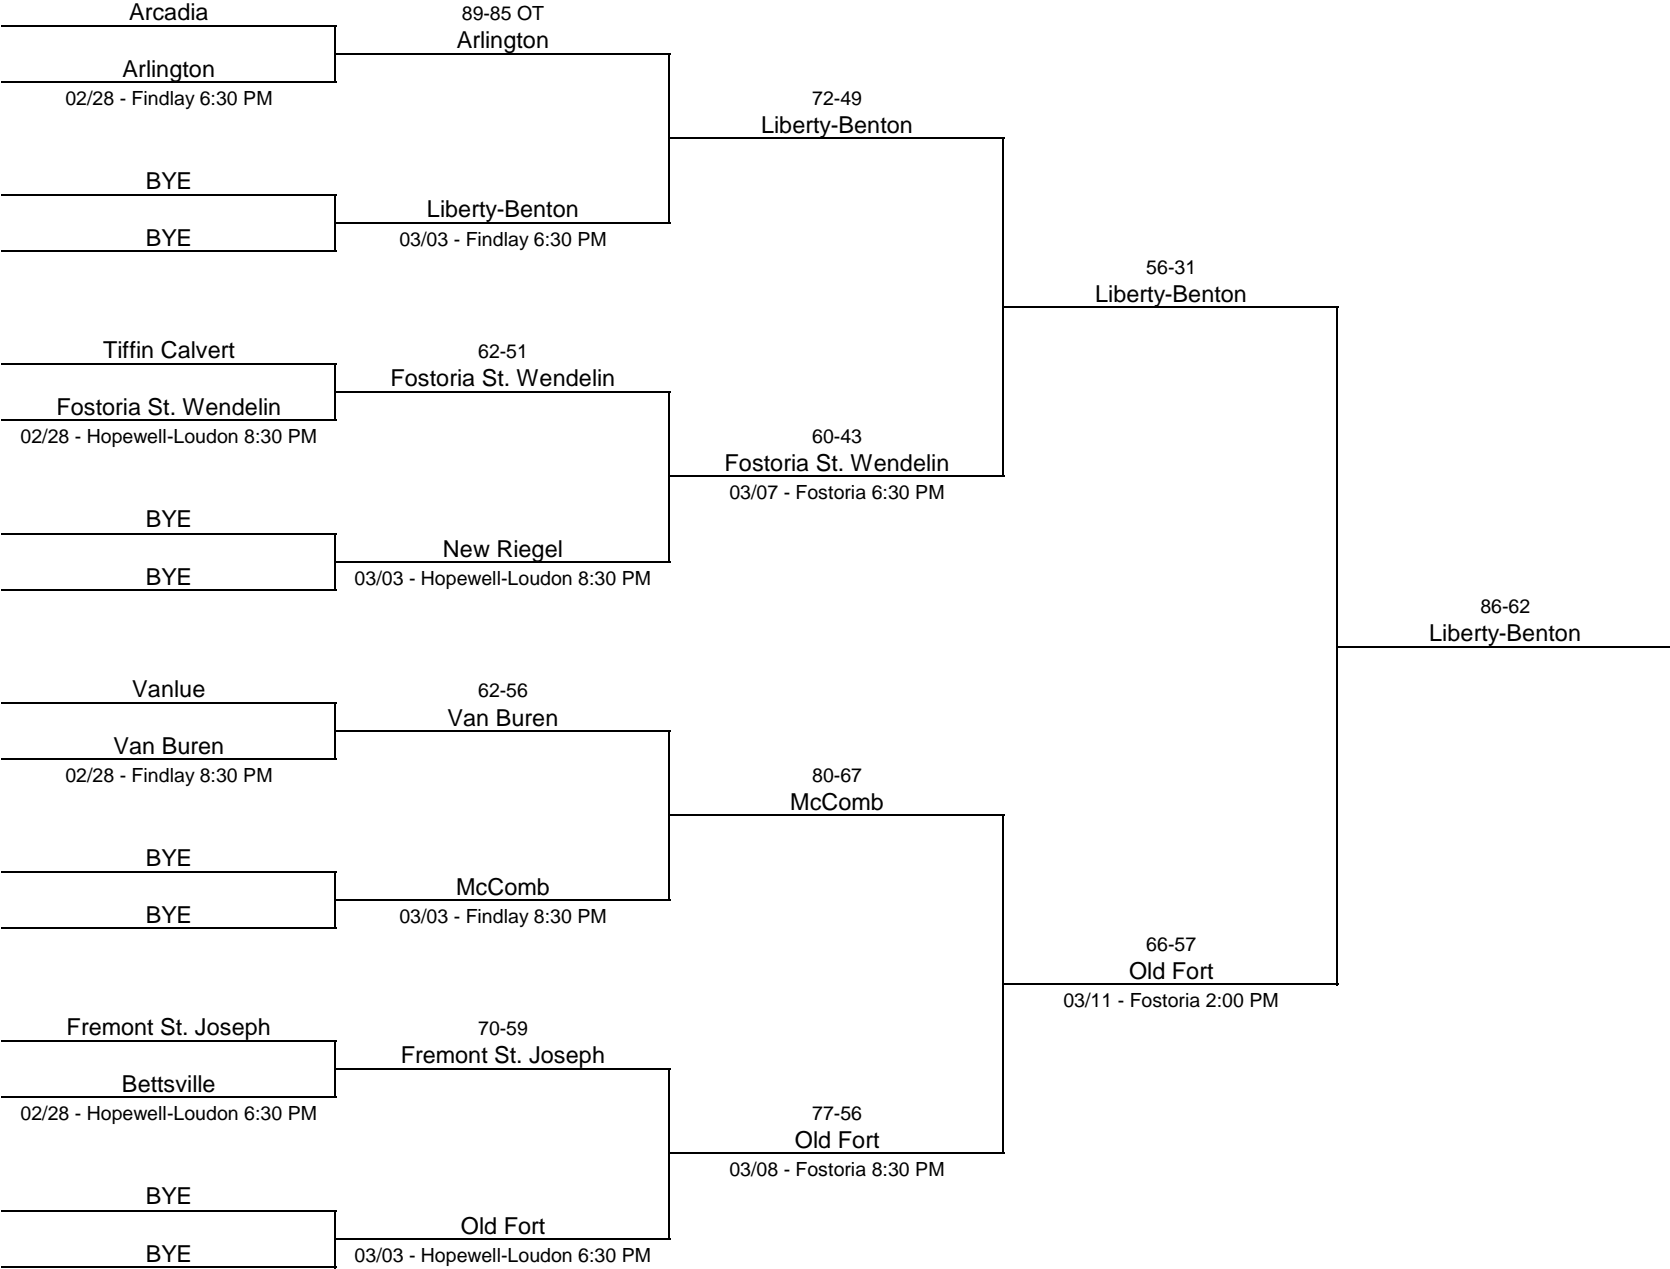 Arcadia
Arlington
02/28 - Findlay 6:30 PM
BYE
BYE
Tiffin Calvert
Fostoria St. Wendelin
02/28 - Hopewell-Loudon 8:30 PM
BYE
BYE
Vanlue
Van Buren
02/28 - Findlay 8:30 PM
BYE
BYE
Fremont St. Joseph
Bettsville
02/28 - Hopewell-Loudon 6:30 PM
BYE
BYE
89-85 OT
Arlington
Liberty-Benton
03/03 - Findlay 6:30 PM
62-51
Fostoria St. Wendelin
New Riegel
03/03 - Hopewell-Loudon 8:30 PM
62-56
Van Buren
McComb
03/03 - Findlay 8:30 PM
70-59
Fremont St. Joseph
Old Fort
03/03 - Hopewell-Loudon 6:30 PM
72-49
Liberty-Benton
60-43
Fostoria St. Wendelin
03/07 - Fostoria 6:30 PM
80-67
McComb
77-56
Old Fort
03/08 - Fostoria 8:30 PM
56-31
Liberty-Benton
66-57
Old Fort
03/11 - Fostoria 2:00 PM
86-62
Liberty-Benton